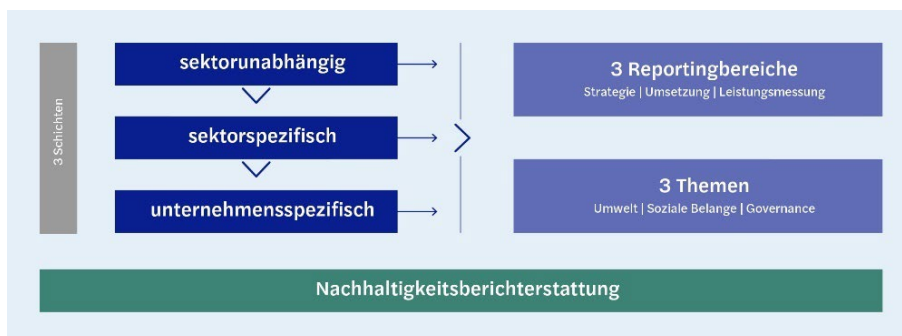 3 Schichten
sektorunabhängig
sektorspezifisch
unternehmensspezifisch
3 Reportingbereiche
Strategie | Umsetzung | Leistungsmessung
3 Themen
Umwelt | Soziale Belange | Governance
Nachhaltigkeitsberichterstattung